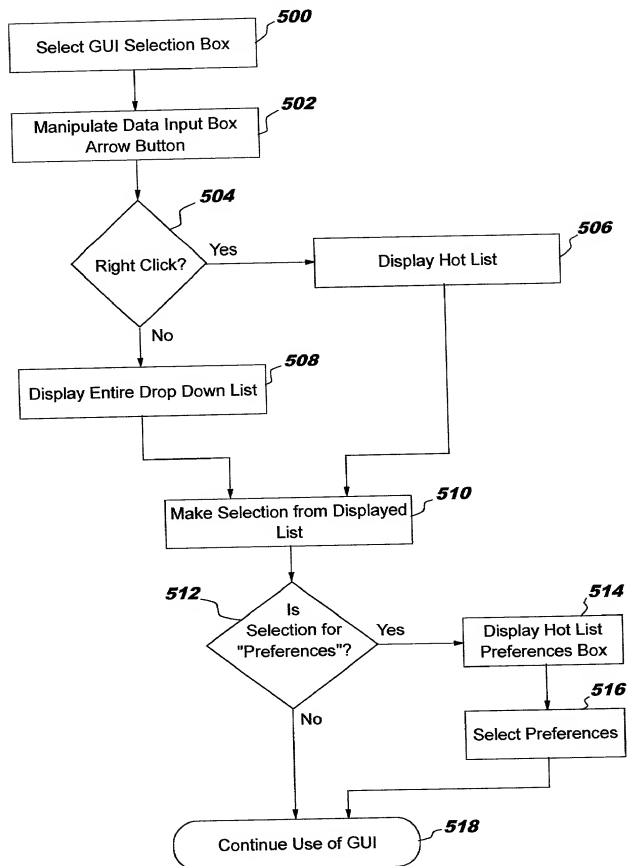 500
Select GUI Selection Box
502
Manipulate Data Input Box
Arrow Button
504
Right Click?
Yes
506
Display Hot List
No
508
Display Entire Drop Down List
510
Make Selection from Displayed
List
512
Is
Selection for
"Preferences"?
Yes
514
Display Hot List
Preferences Box
516
Select Preferences
No
Continue Use of GUI
518